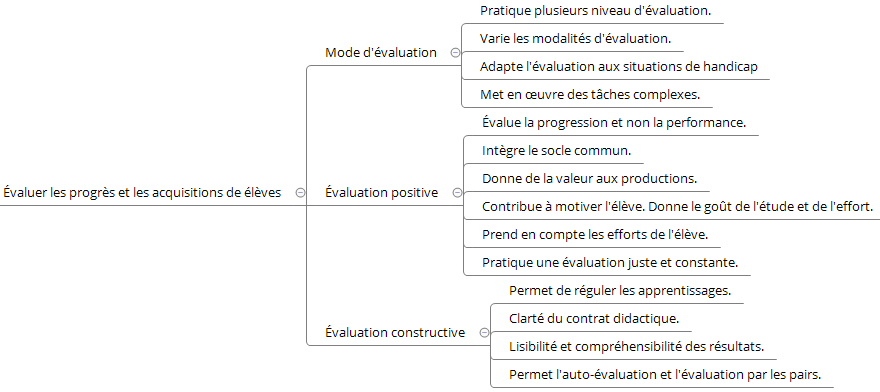 Évaluer les progrès et les acquisitions de élèves
Mode d'évaluation
Pratique plusieurs niveau d'évaluation.
Varie les modalités d'évaluation.
Adapte l'évaluation aux situations de handicap
Met en œuvre des tâches complexes.
Évaluation positive
Évalue la progression et non la performance.
Intègre le socle commun.
Donne de la valeur aux productions.
Contribue à motiver l'élève. Donne le goût de l'étude et de l'effort.
Prend en compte les efforts de l'élève.
Pratique une évaluation juste et constante.
Évaluation constructive
Permet de réguler les apprentissages.
Clarté du contrat didactique.
Lisibilité et compréhensibilité des résultats.
Permet l'auto-évaluation et l'évaluation par les pairs.